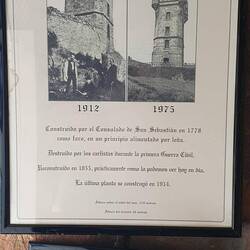 1912
1975
Construida por el Consulado de San Sebastián en 1778
como faro, en un principio alimentado por leña.
Destruido por los carlistas durante la primera Guerra Civil.
Reconstruido en 1855, prácticamente como la podemos ver hoy en día.
La última planta se construyó en 1914.